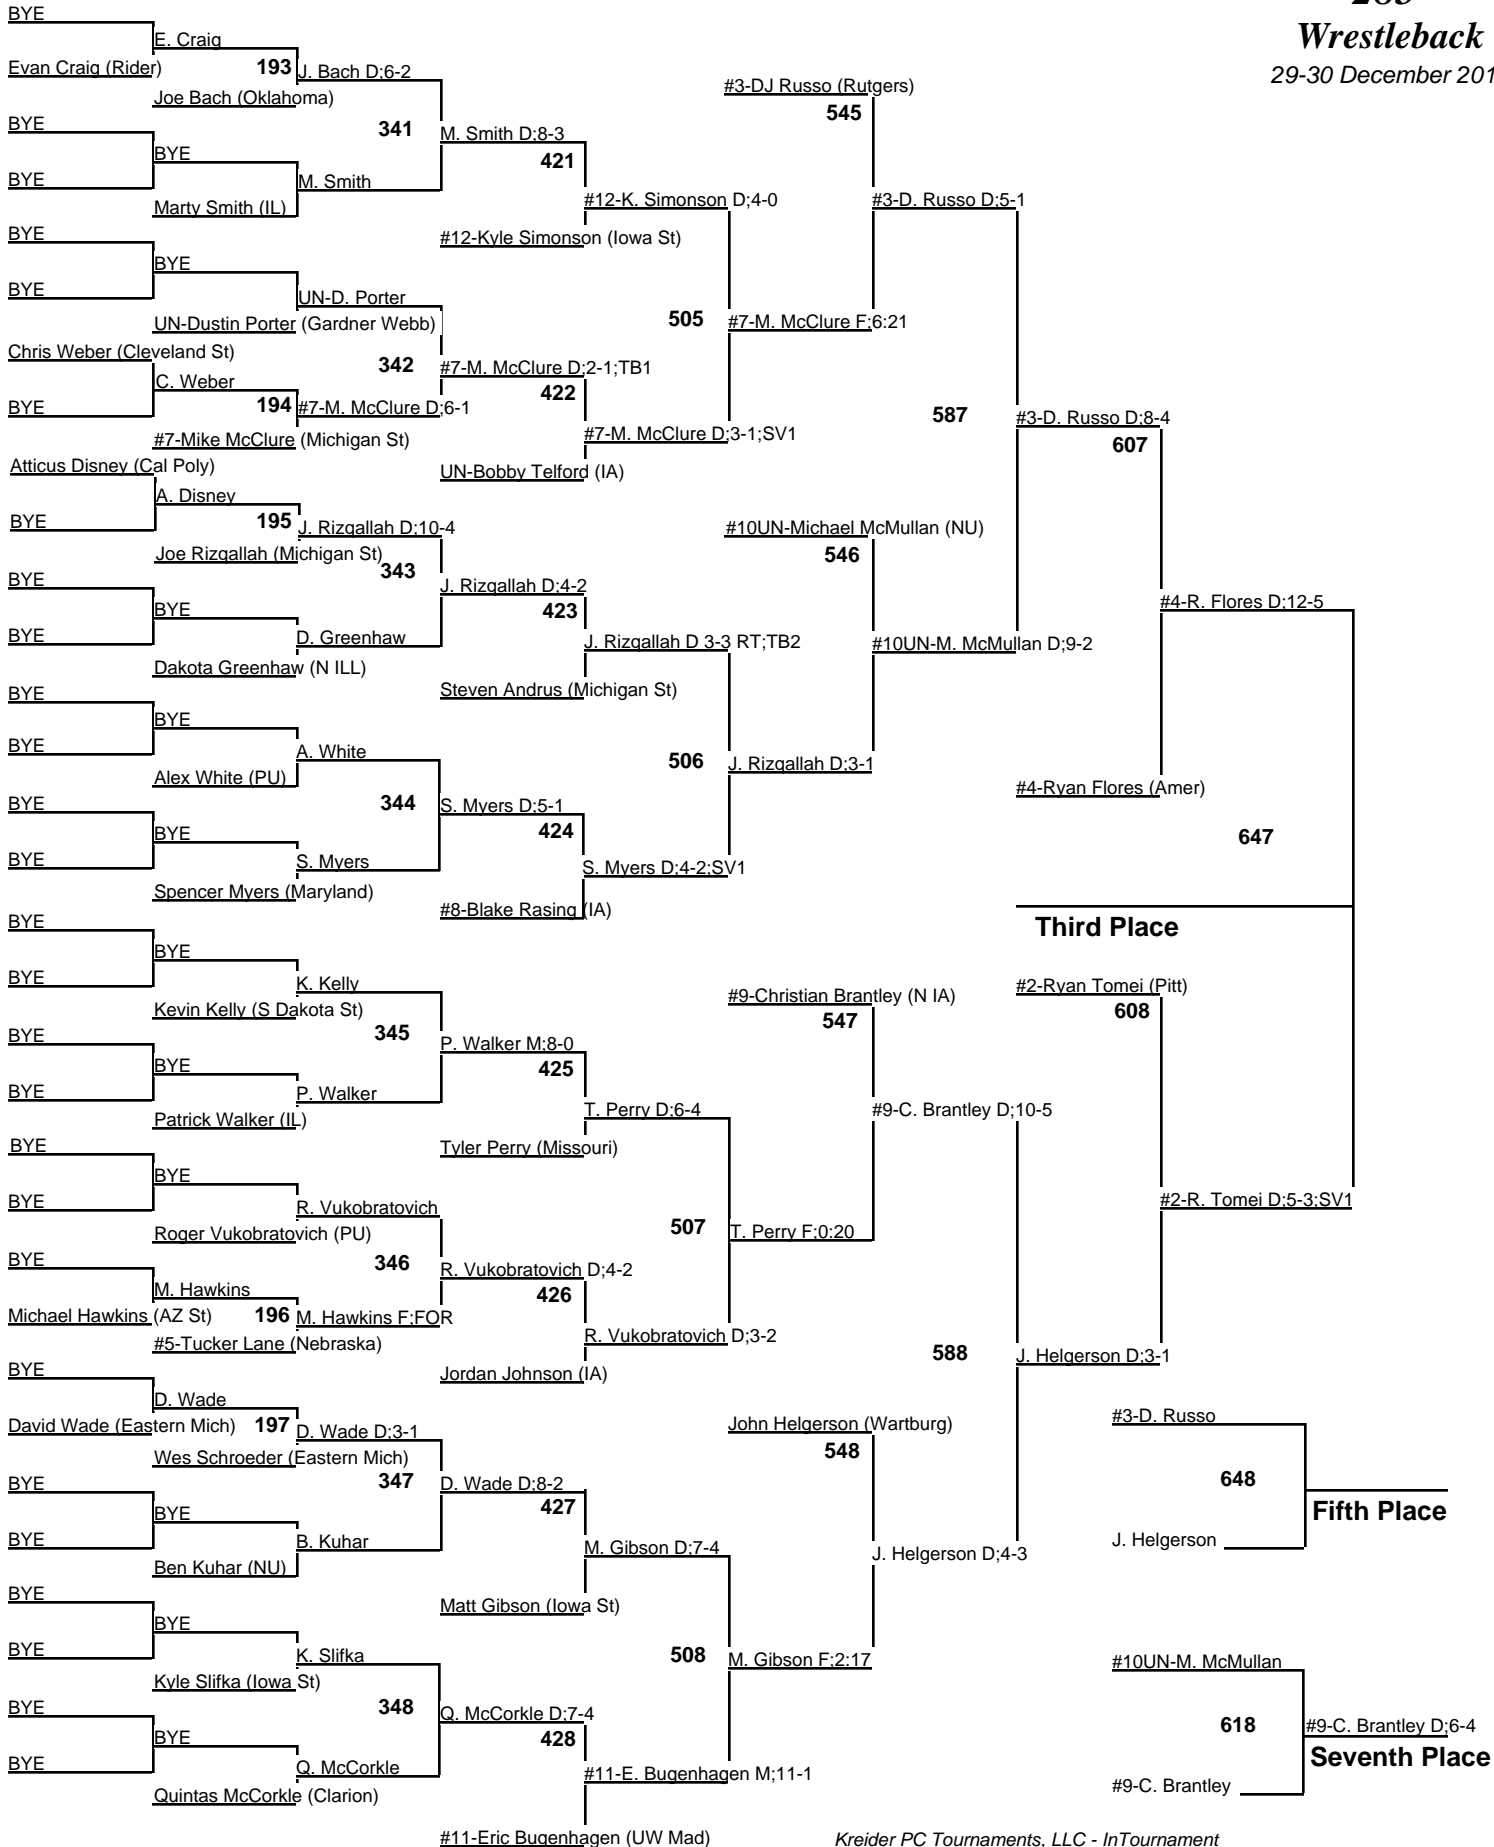 Wrestleback
29-30 December 201
BYE
E. Craig
Evan Craig (Rider)
193
J. Bach D;6-2
Joe Bach (Oklahoma)
#3-DJ Russo (Rutgers)
545
BYE
341
M. Smith D;8-3
421
BYE
BYE
M. Smith
Marty Smith (IL)
#12-K. Simonson D;4-0
#3-D. Russo D;5-1
BYE
#12-Kyle Simonson (Iowa St)
BYE
BYE
UN-D. Porter
UN-Dustin Porter (Gardner Webb)
505
#7-M. McClure F;6:21
Chris Weber (Cleveland St)
342
#7-M. McClure D;2-1;TB1
C. Weber
422
BYE
194
#7-M. McClure D;6-1
587
#3-D. Russo D;8-4
#7-Mike McClure (Michigan St)
#7-M. McClure D;3-1;SV1
607
Atticus Disney (Cal Poly)
UN-Bobby Telford (IA)
A. Disney
BYE
195
J. Rizqallah D;10-4
#10UN-Michael McMullan (NU)
Joe Rizqallah (Michigan St)
546
343
BYE
J. Rizqallah D;4-2
BYE
423
#4-R. Flores D;12-5
BYE
D. Greenhaw
J. Rizqallah D 3-3 RT;TB2
#10UN-M. McMullan D;9-2
Dakota Greenhaw (N ILL)
BYE
Steven Andrus (Michigan St)
BYE
BYE
A. White
506
J. Rizqallah D;3-1
Alex White (PU)
#4-Ryan Flores (Amer)
BYE
344
S. Myers D;5-1
BYE
424
647
BYE
S. Myers
S. Myers D;4-2;SV1
Spencer Myers (Maryland)
#8-Blake Rasing (IA)
BYE
Third Place
BYE
BYE
K. Kelly
#9-Christian Brantley (N IA)
#2-Ryan Tomei (Pitt)
Kevin Kelly (S Dakota St)
547
608
BYE
345
P. Walker M;8-0
BYE
425
BYE
P. Walker
T. Perry D;6-4
#9-C. Brantley D;10-5
Patrick Walker (IL)
BYE
Tyler Perry (Missouri)
BYE
BYE
R. Vukobratovich
#2-R. Tomei D;5-3;SV1
Roger Vukobratovich (PU)
507
T. Perry F;0:20
BYE
346
R. Vukobratovich D;4-2
M. Hawkins
426
Michael Hawkins (AZ St)
196
M. Hawkins F;FOR
#5-Tucker Lane (Nebraska)
R. Vukobratovich D;3-2
588
J. Helgerson D;3-1
BYE
Jordan Johnson (IA)
D. Wade
David Wade (Eastern Mich)
197
D. Wade D;3-1
John Helgerson (Wartburg)
#3-D. Russo
Wes Schroeder (Eastern Mich)
548
BYE
347
D. Wade D;8-2
648
BYE
427
Fifth Place
BYE
B. Kuhar
M. Gibson D;7-4
J. Helgerson D;4-3
J. Helgerson
Ben Kuhar (NU)
BYE
Matt Gibson (Iowa St)
BYE
BYE
K. Slifka
508
M. Gibson F;2:17
#10UN-M. McMullan
Kyle Slifka (Iowa St)
BYE
348
Q. McCorkle D;7-4
618
#9-C. Brantley D;6-4
BYE
428
Seventh Place
BYE
Q. McCorkle
#11-E. Bugenhagen M;11-1
#9-C. Brantley
Quintas McCorkle (Clarion)
#11-Eric Bugenhagen (UW Mad)
Kreider PC Tournaments, LLC - InTournament